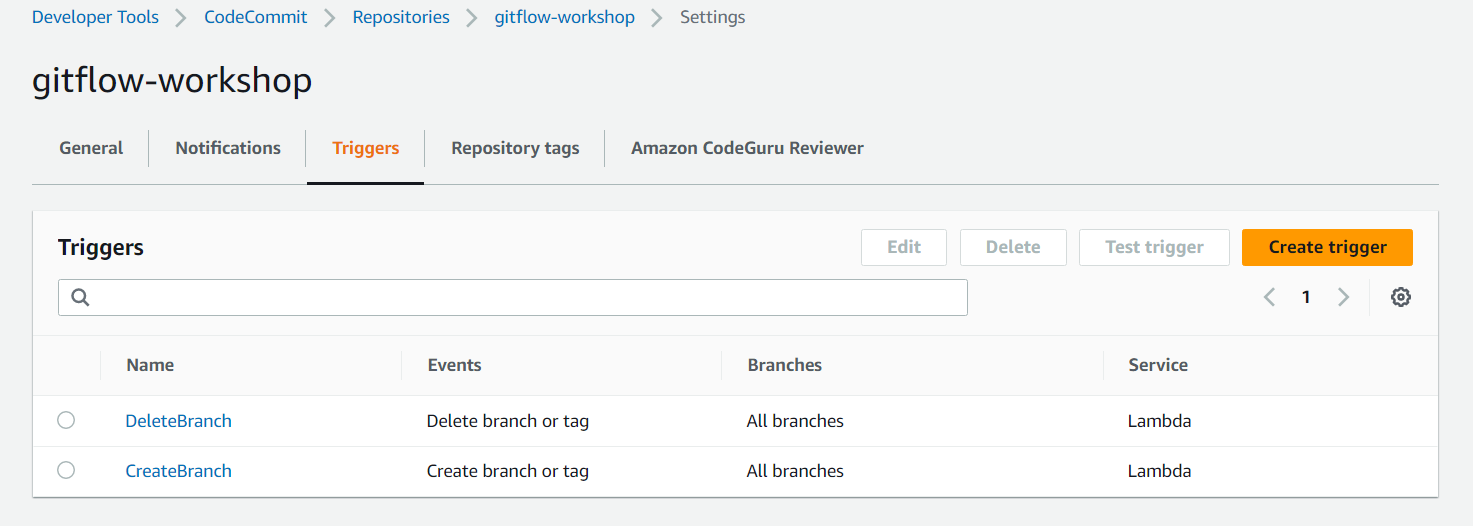 Developer Tools > CodeCommit > Repositories > gitflow-workshop > Settings
gitflow-workshop
General Notifications Triggers Repository tags Amazon CodeGuru Reviewer
Triggers Edit Delete Test trigger Create trigger
1
Name Events Branches Service
DeleteBranch Delete branch or tag All branches Lambda
CreateBranch Create branch or tag All branches Lambda